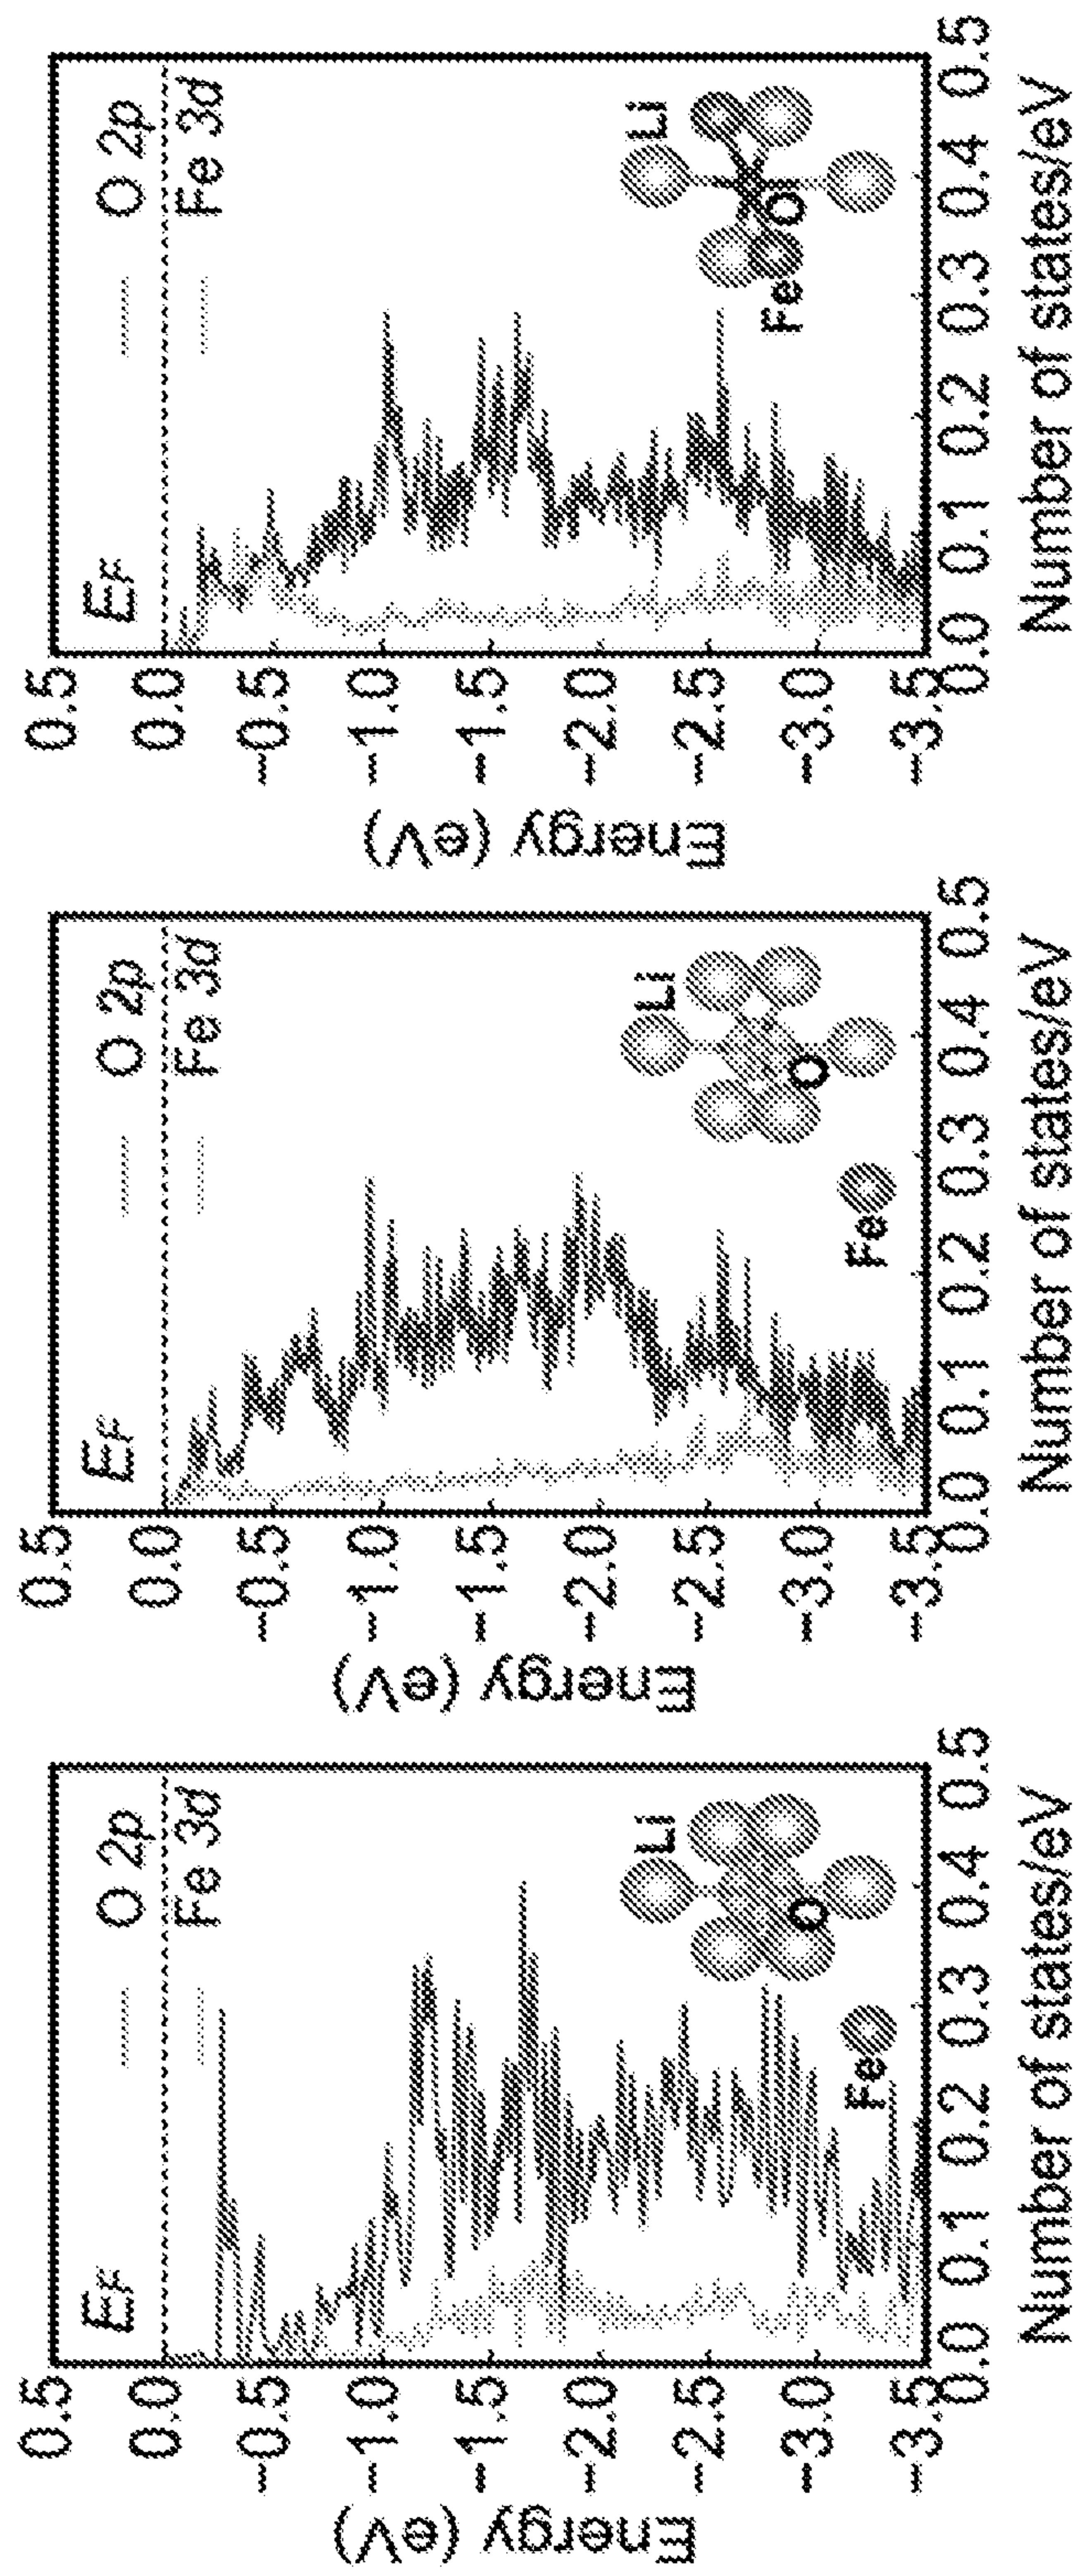 Energy (eV)
0.5
0.0
−0.5
−1.0
−1.5
−2.0
−2.5
−3.0
−3.5
E_F
O 2p
Fe 3d
Li
O
Fe
0.0 0.1 0.2 0.3 0.4 0.5
Number of states/eV
Energy (eV)
0.5
0.0
−0.5
−1.0
−1.5
−2.0
−2.5
−3.0
−3.5
E_F
O 2p
Fe 3d
Li
O
Fe
0.0 0.1 0.2 0.3 0.4 0.5
Number of states/eV
Energy (eV)
0.5
0.0
−0.5
−1.0
−1.5
−2.0
−2.5
−3.0
−3.5
E_F
O 2p
Fe 3d
Li
Fe O
0.0 0.1 0.2 0.3 0.4 0.5
Number of states/eV